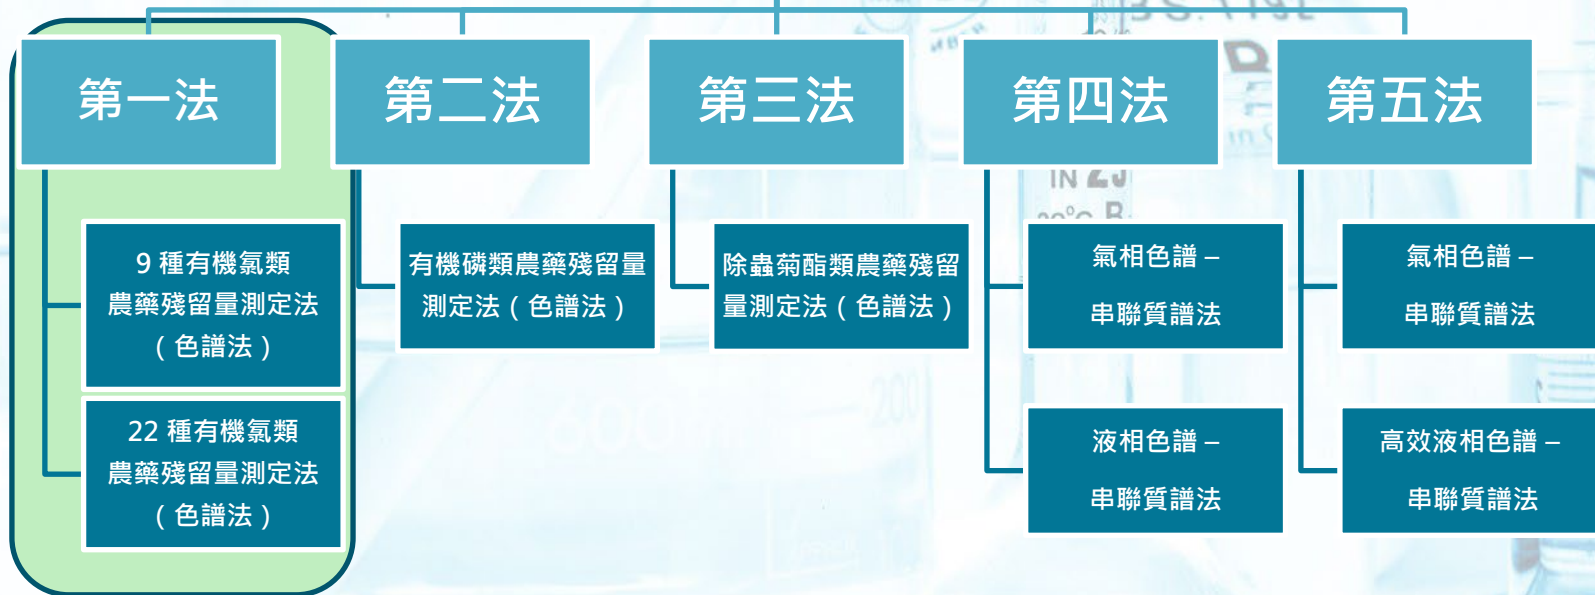 第一法
第二法
第三法
第四法
第五法
9 種有機氯類
農藥殘留量測定法
（色譜法）
22 種有機氯類
農藥殘留量測定法
（色譜法）
有機磷類農藥殘留量
測定法（色譜法）
除蟲菊酯類農藥殘留
量測定法（色譜法）
氣相色譜 –
串聯質譜法
液相色譜 –
串聯質譜法
氣相色譜 –
串聯質譜法
高效液相色譜 –
串聯質譜法
600
200